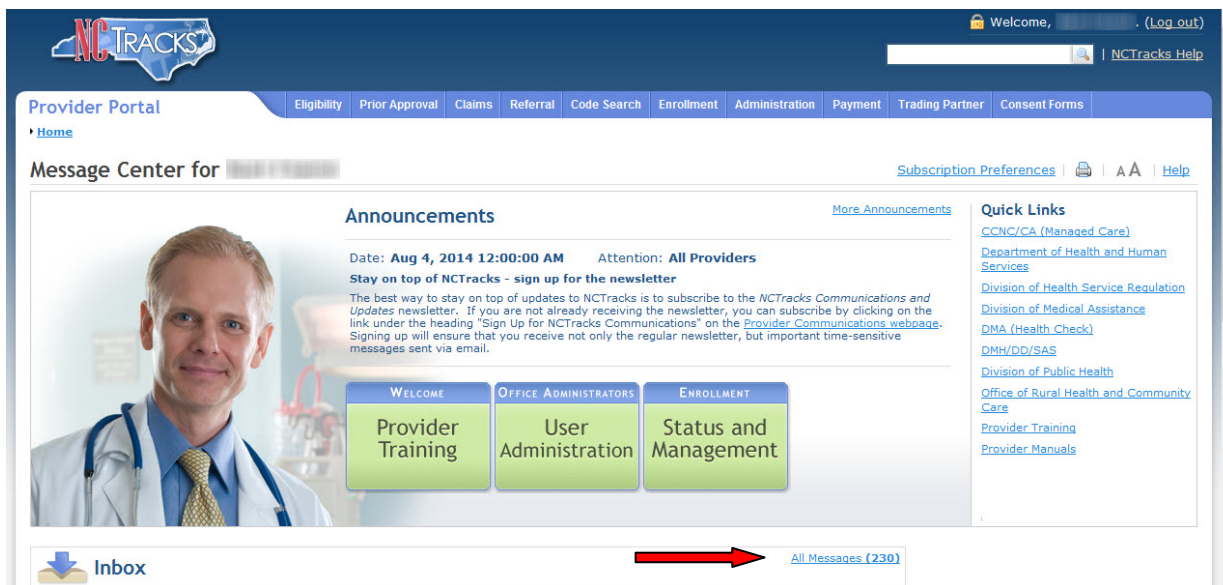 NCTRACKS
Welcome, . (Log out)
| NCTracks Help
Provider Portal
Eligibility Prior Approval Claims Referral Code Search Enrollment Administration Payment Trading Partner Consent Forms
Home
Message Center for
Subscription Preferences | | A A | Help
Announcements
More Announcements
Date: Aug 4, 2014 12:00:00 AM Attention: All Providers
Stay on top of NCTracks - sign up for the newsletter
The best way to stay on top of updates to NCTracks is to subscribe to the NCTracks Communications and
Updates newsletter. If you are not already receiving the newsletter, you can subscribe by clicking on the
link under the heading "Sign Up for NCTracks Communications" on the Provider Communications webpage.
Signing up will ensure that you receive not only the regular newsletter, but important time-sensitive
messages sent via email.
WELCOME
Provider
Training
OFFICE ADMINISTRATORS
User
Administration
ENROLLMENT
Status and
Management
Quick Links
CCNC/CA (Managed Care)
Department of Health and Human
Services
Division of Health Service Regulation
Division of Medical Assistance
DMA (Health Check)
DMH/DD/SAS
Division of Public Health
Office of Rural Health and Community
Care
Provider Training
Provider Manuals
Inbox
All Messages (230)